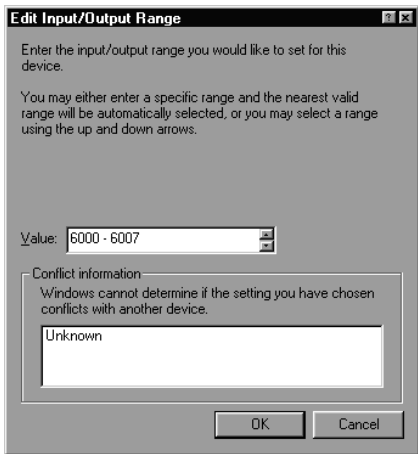 Edit Input/Output Range
Enter the input/output range you would like to set for this
device.
You may either enter a specific range and the nearest valid
range will be automatically selected, or you may select a range
using the up and down arrows.
Value: 6000 - 6007
Conflict information
Windows cannot determine if the setting you have chosen
conflicts with another device.
Unknown
OK Cancel